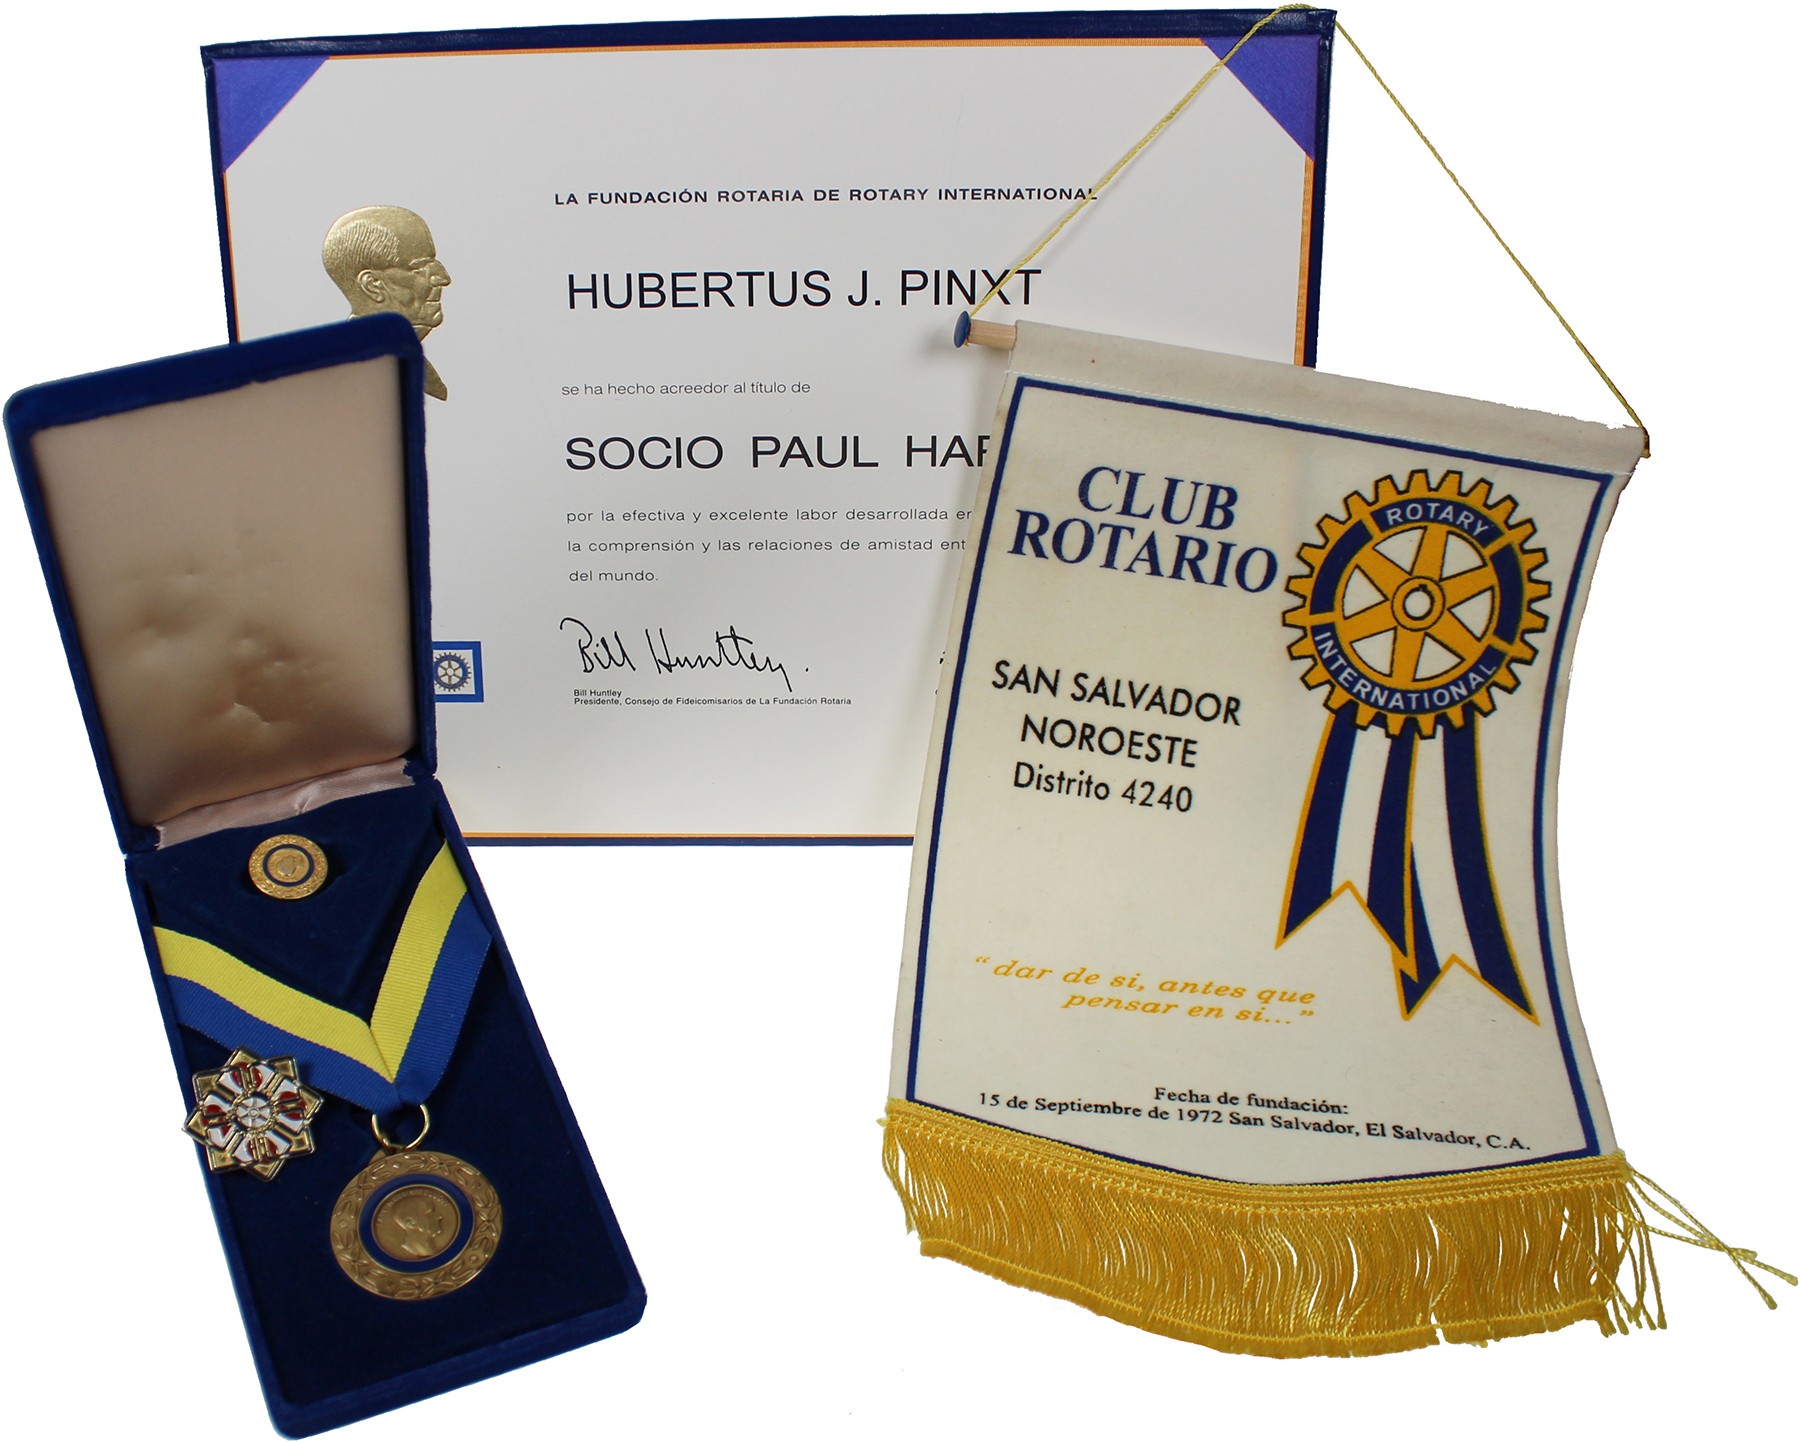 LA FUNDACIÓN ROTARIA DE ROTARY INTERNATIONAL
HUBERTUS J. PINXT
se ha hecho acreedor al título de
SOCIO PAUL
por la efectiva y excelente labor desarrollada
la comprensión y las relaciones de amistad
del mundo.
Bill Huntley.
Bill Huntley
Presidente, Consejo de Fideicomisarios de La Fundación Rotaria
CLUB
ROTARIO
ROTARY
INTERNATIONAL
SAN SALVADOR
NOROESTE
Distrito 4240
“dar de si, antes que
pensar en si...”
Fecha de fundación:
15 de Septiembre de 1972 San Salvador, El Salvador, C.A.